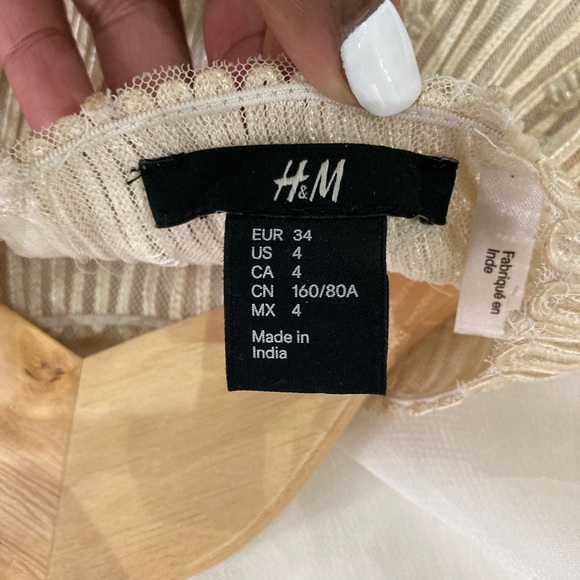 H&M
EUR 34
US 4
CA 4
CN 160/80A
MX 4
Made in
India
Fabriqué en
Inde